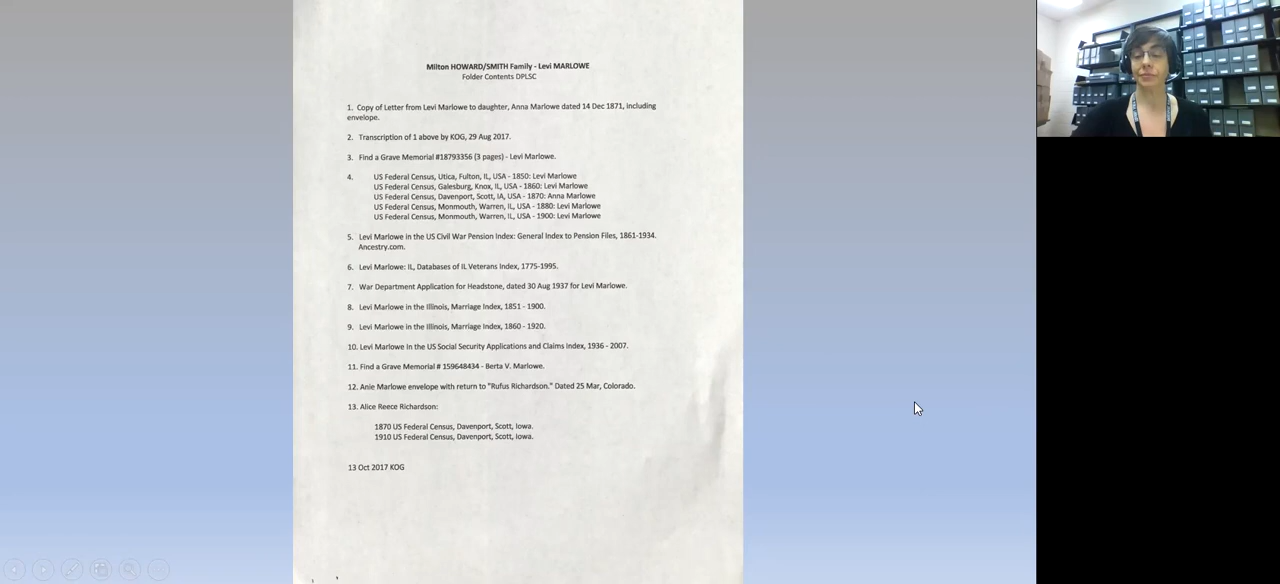 Milton HOWARD/SMITH Family - Levi MARLOWE
Folder Contents DPLSC
1. Copy of Letter from Levi Marlowe to daughter, Anna Marlowe dated 14 Dec 1871, including
envelope.
2. Transcription of 1 above by KOG, 29 Aug 2017.
3. Find a Grave Memorial #18793356 (3 pages) - Levi Marlowe.
4. US Federal Census, Utica, Fulton, IL, USA - 1850: Levi Marlowe
US Federal Census, Galesburg, Knox, IL, USA - 1860: Levi Marlowe
US Federal Census, Davenport, Scott, IA, USA - 1870: Anna Marlowe
US Federal Census, Monmouth, Warren, IL, USA - 1880: Levi Marlowe
US Federal Census, Monmouth, Warren, IL, USA - 1900: Levi Marlowe
5. Levi Marlowe in the US Civil War Pension Index: General Index to Pension Files, 1861-1934.
Ancestry.com.
6. Levi Marlowe: IL, Databases of IL Veterans Index, 1775-1995.
7. War Department Application for Headstone, dated 30 Aug 1937 for Levi Marlowe.
8. Levi Marlowe in the Illinois, Marriage Index, 1851 - 1900.
9. Levi Marlowe in the Illinois, Marriage Index, 1860 - 1920.
10. Levi Marlowe in the US Social Security Applications and Claims Index, 1936 - 2007.
11. Find a Grave Memorial # 159648434 - Berta V. Marlowe.
12. Anie Marlowe envelope with return to "Rufus Richardson." Dated 25 Mar, Colorado.
13. Alice Reece Richardson:
1870 US Federal Census, Davenport, Scott, Iowa.
1910 US Federal Census, Davenport, Scott, Iowa.
13 Oct 2017 KOG